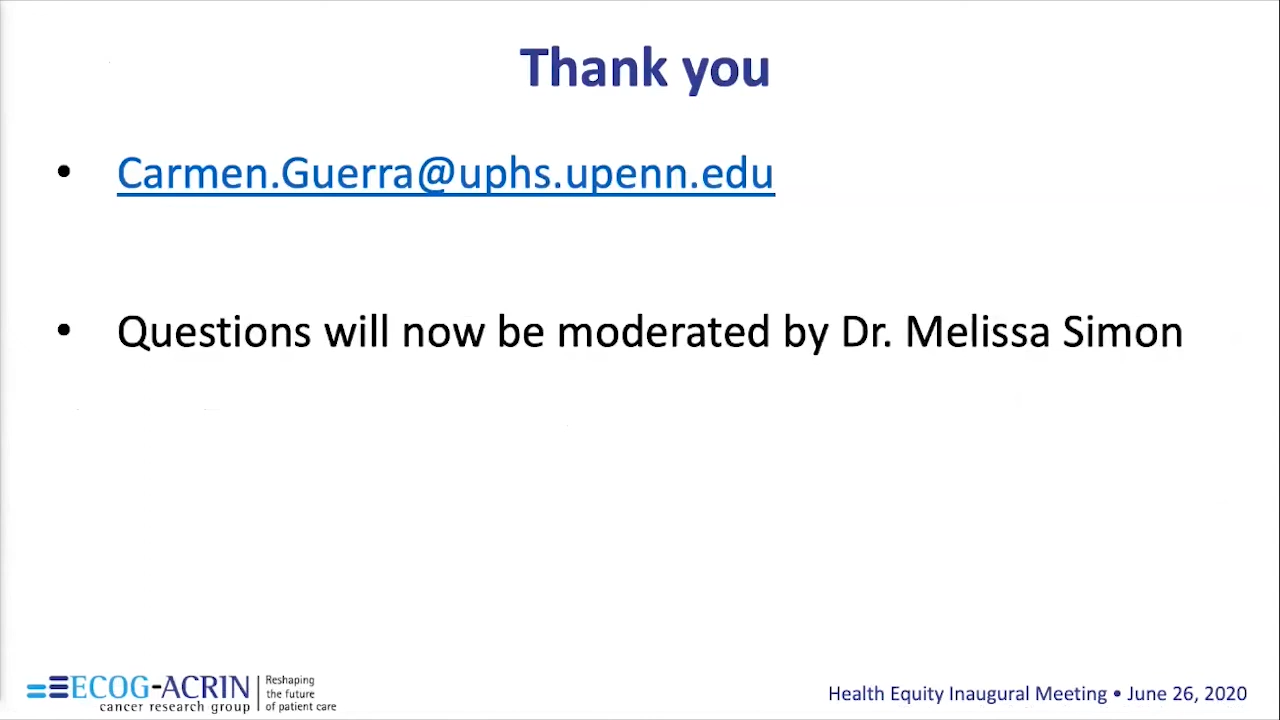 Thank you
• Carmen.Guerra@uphs.upenn.edu
• Questions will now be moderated by Dr. Melissa Simon
ECOG-ACRIN
cancer research group
Reshaping
the future
of patient care
Health Equity Inaugural Meeting • June 26, 2020